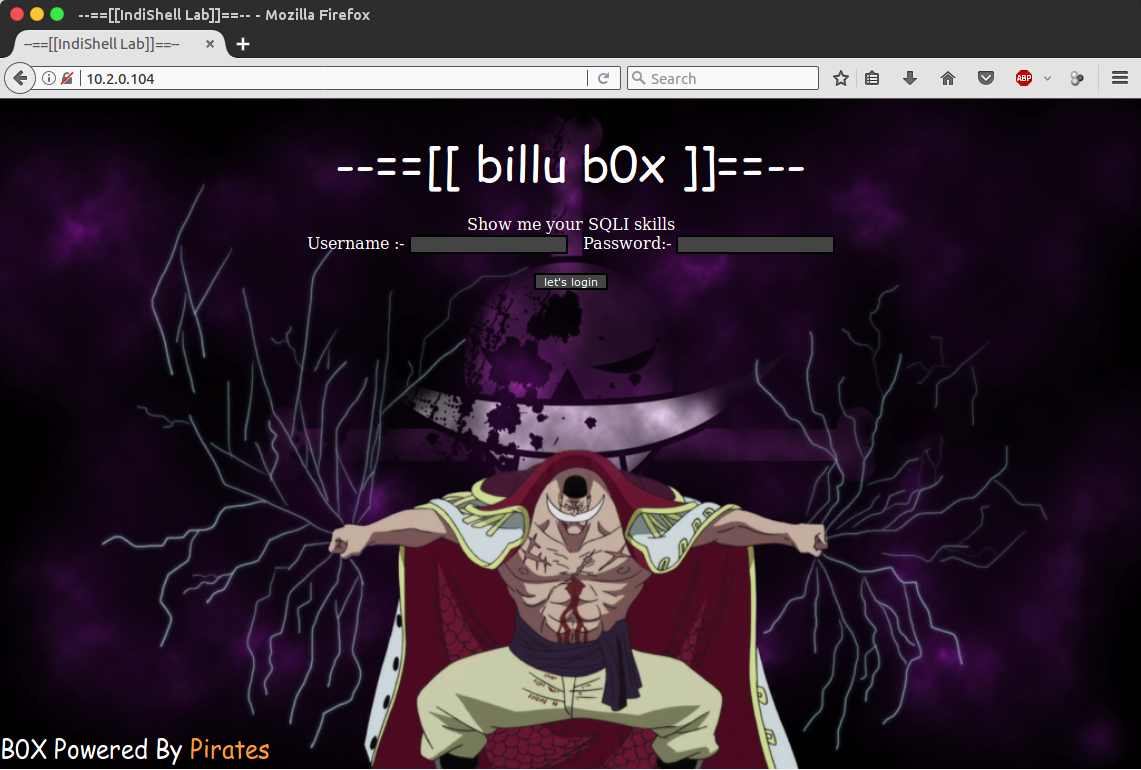 --==[[IndiShell Lab]]==-- - Mozilla Firefox
--==[[IndiShell Lab]]==--
10.2.0.104 Search ABP
--==[[ billu b0x ]]==--
Show me your SQLI skills
Username :- Password:-
let's login
B0X Powered By Pirates